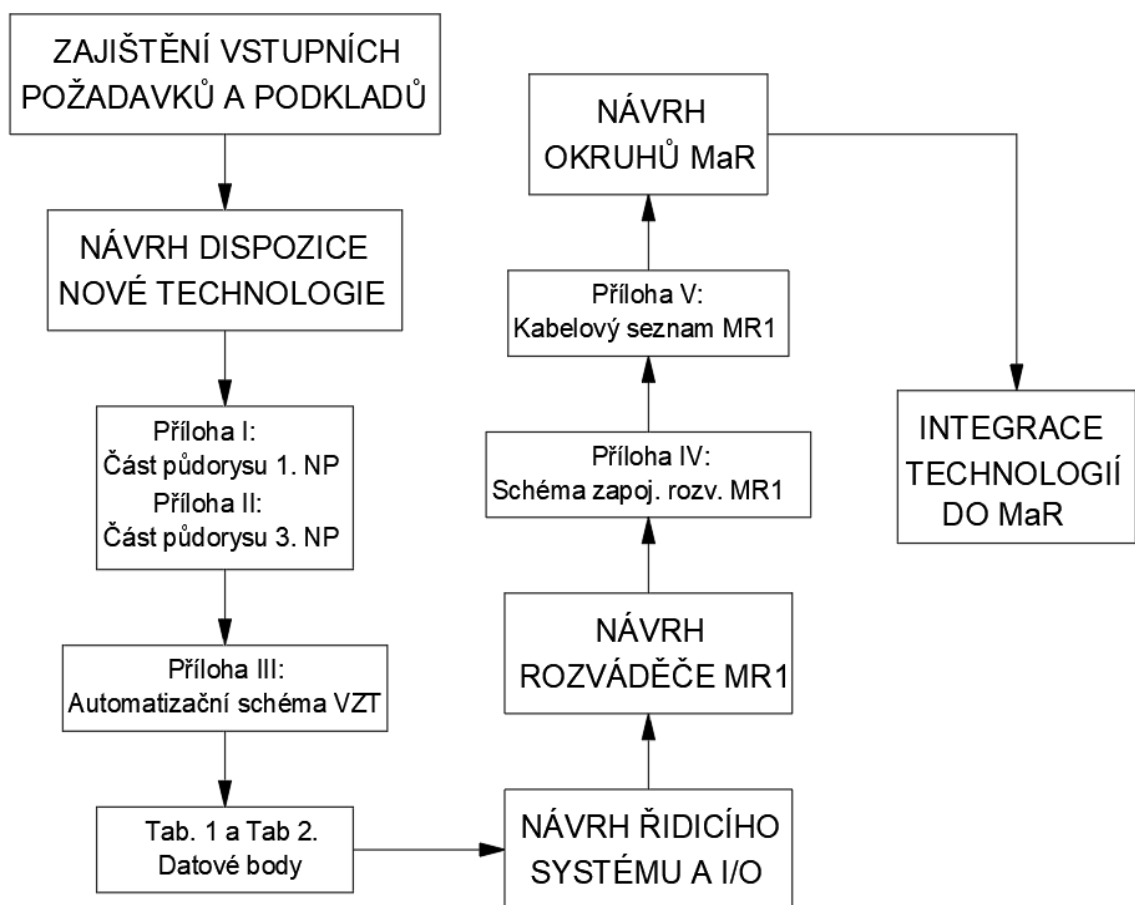 ZAJIŠTĚNÍ VSTUPNÍCH
POŽADAVKŮ A PODKLADŮ
NÁVRH DISPOZICE
NOVÉ TECHNOLOGIE
Příloha I:
Část půdorysu 1. NP
Příloha II:
Část půdorysu 3. NP
Příloha III:
Automatizační schéma VZT
Tab. 1 a Tab 2.
Datové body
NÁVRH ŘIDICÍHO
SYSTÉMU A I/O
NÁVRH
ROZVÁDĚČE MR1
Příloha IV:
Schéma zapoj. rozv. MR1
Příloha V:
Kabelový seznam MR1
NÁVRH
OKRUHŮ MaR
INTEGRACE
TECHNOLOGIÍ
DO MaR